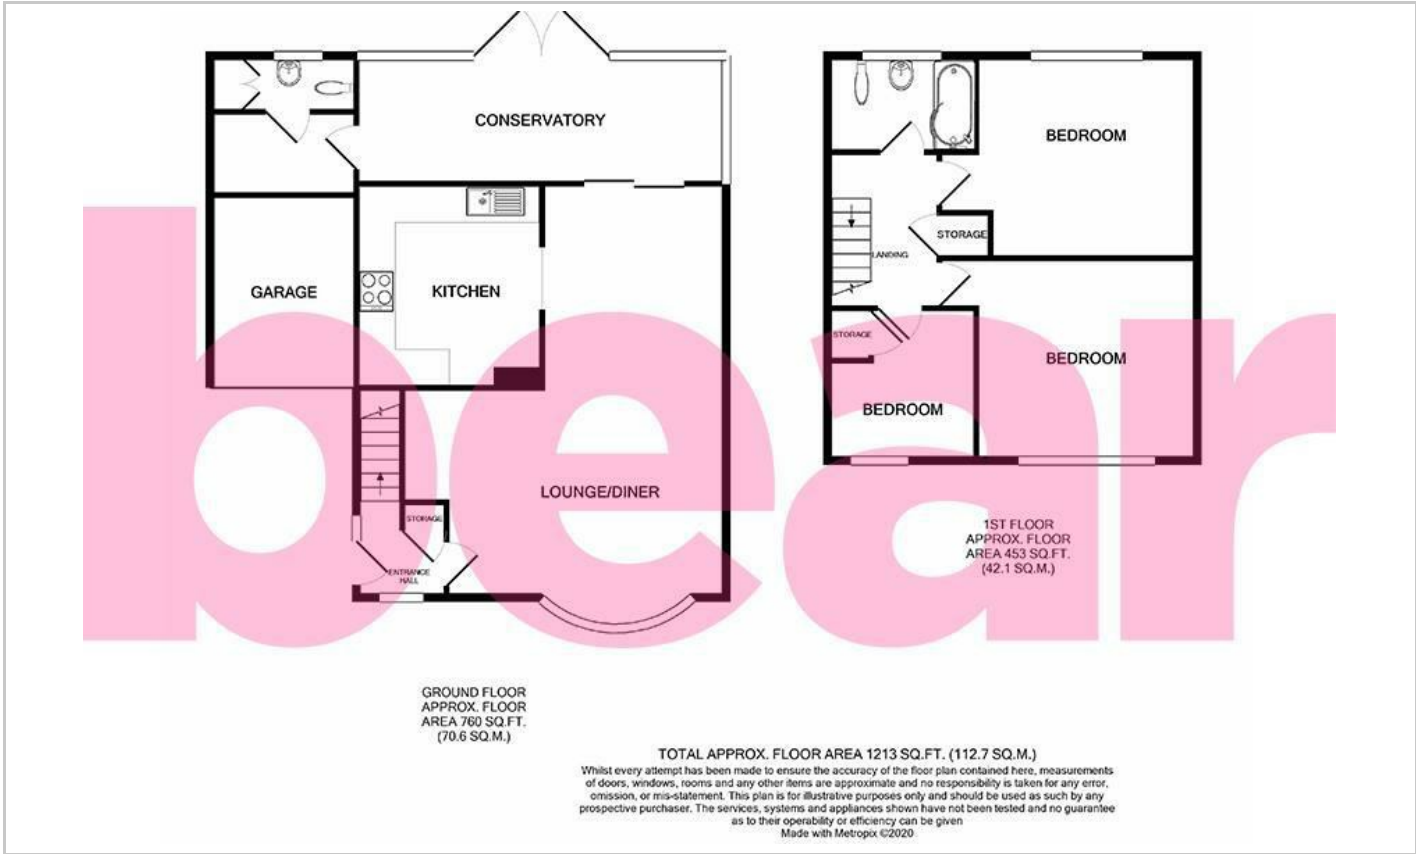 CONSERVATORY
GARAGE
KITCHEN
LOUNGE/DINER
STORAGE
ENTRANCE
HALL
BEDROOM
STORAGE
LANDING
STORAGE
BEDROOM
BEDROOM
bear
GROUND FLOOR
APPROX. FLOOR
AREA 760 SQ.FT.
(70.6 SQ.M.)
1ST FLOOR
APPROX. FLOOR
AREA 453 SQ.FT.
(42.1 SQ.M.)
TOTAL APPROX. FLOOR AREA 1213 SQ.FT. (112.7 SQ.M.)
Whilst every attempt has been made to ensure the accuracy of the floor plan contained here, measurements
of doors, windows, rooms and any other items are approximate and no responsibility is taken for any error,
omission, or mis-statement. This plan is for illustrative purposes only and should be used as such by any
prospective purchaser. The services, systems and appliances shown have not been tested and no guarantee
as to their operability or efficiency can be given
Made with Metropix ©2020